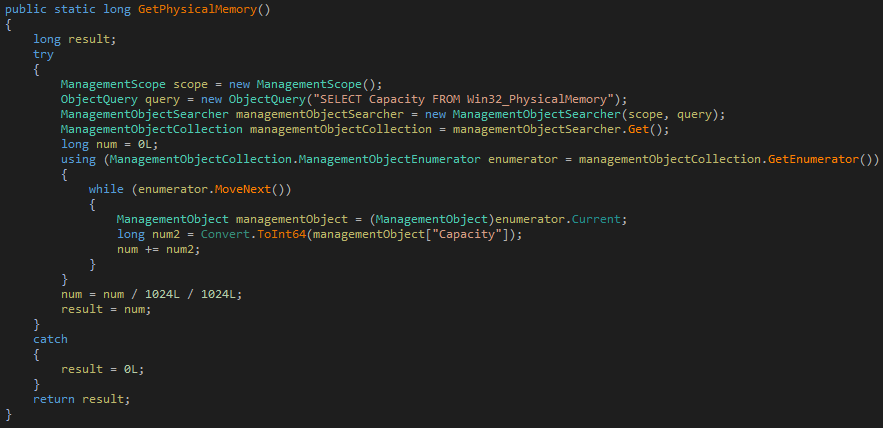 public static long GetPhysicalMemory()
{
    long result;
    try
    {
        ManagementScope scope = new ManagementScope();
        ObjectQuery query = new ObjectQuery("SELECT Capacity FROM Win32_PhysicalMemory");
        ManagementObjectSearcher managementObjectSearcher = new ManagementObjectSearcher(scope, query);
        ManagementObjectCollection managementObjectCollection = managementObjectSearcher.Get();
        long num = 0L;
        using (ManagementObjectCollection.ManagementObjectEnumerator enumerator = managementObjectCollection.GetEnumerator())
        {
            while (enumerator.MoveNext())
            {
                ManagementObject managementObject = (ManagementObject)enumerator.Current;
                long num2 = Convert.ToInt64(managementObject["Capacity"]);
                num += num2;
            }
        }
        num = num / 1024L / 1024L;
        result = num;
    }
    catch
    {
        result = 0L;
    }
    return result;
}